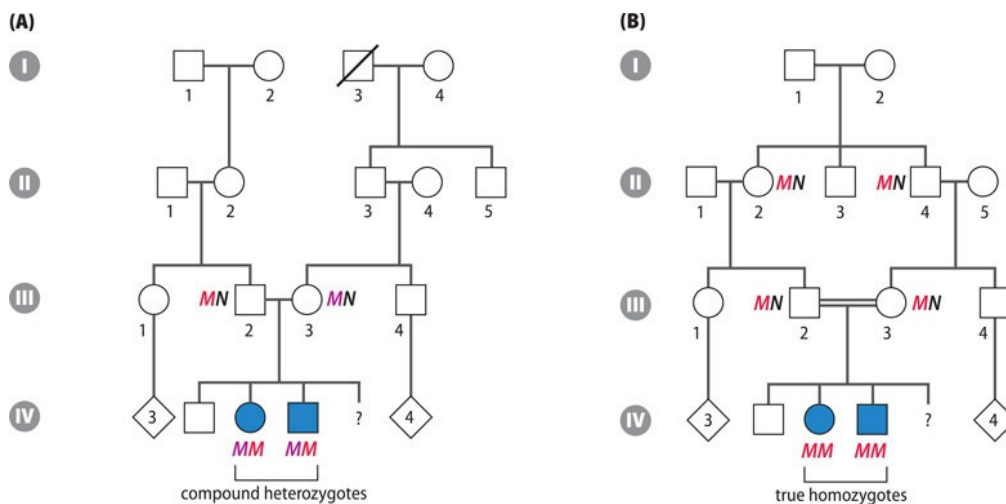 (A)
I
1 2 3 4
II
1 2 3 4 5
III
1 MN 2 3 MN 4
IV
3 ? 4
MM MM
compound heterozygotes
(B)
I
1 2
II
1 2 MN 3 MN 4 5
III
1 MN 2 3 MN 4
IV
3 ? 4
MM MM
true homozygotes